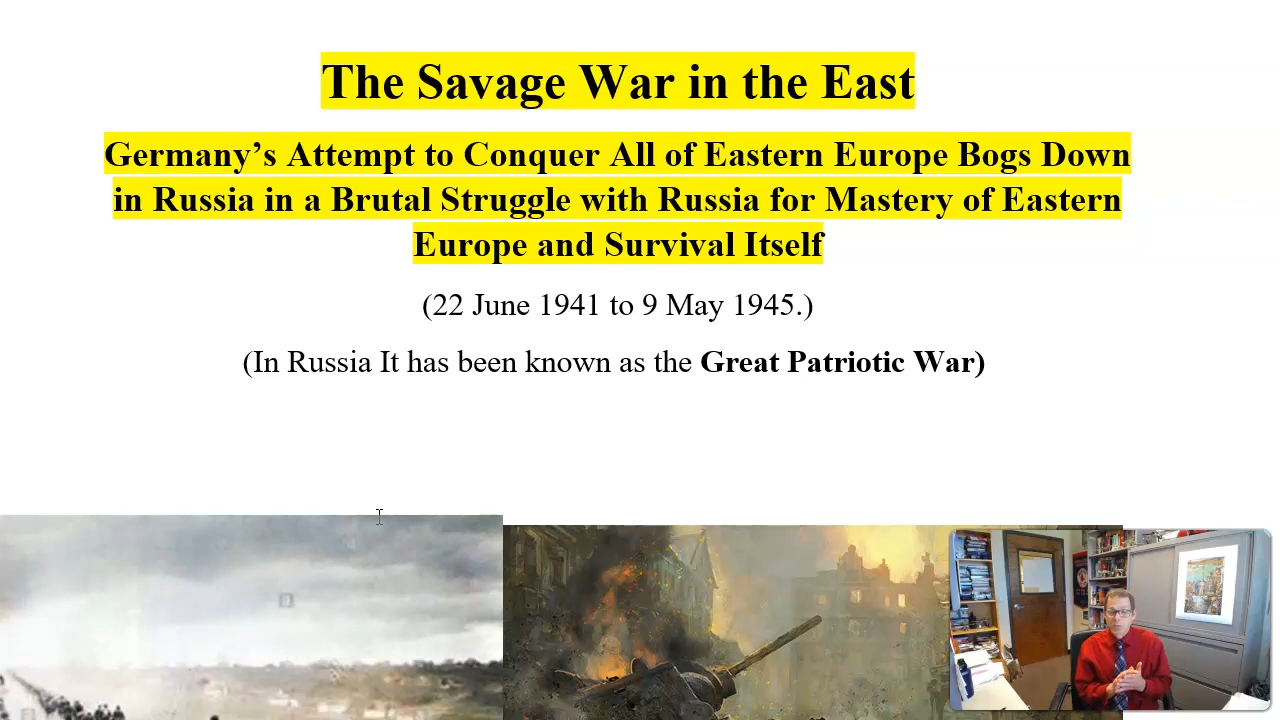 The Savage War in the East
Germany’s Attempt to Conquer All of Eastern Europe Bogs Down
in Russia in a Brutal Struggle with Russia for Mastery of Eastern
Europe and Survival Itself
(22 June 1941 to 9 May 1945.)
(In Russia It has been known as the Great Patriotic War)